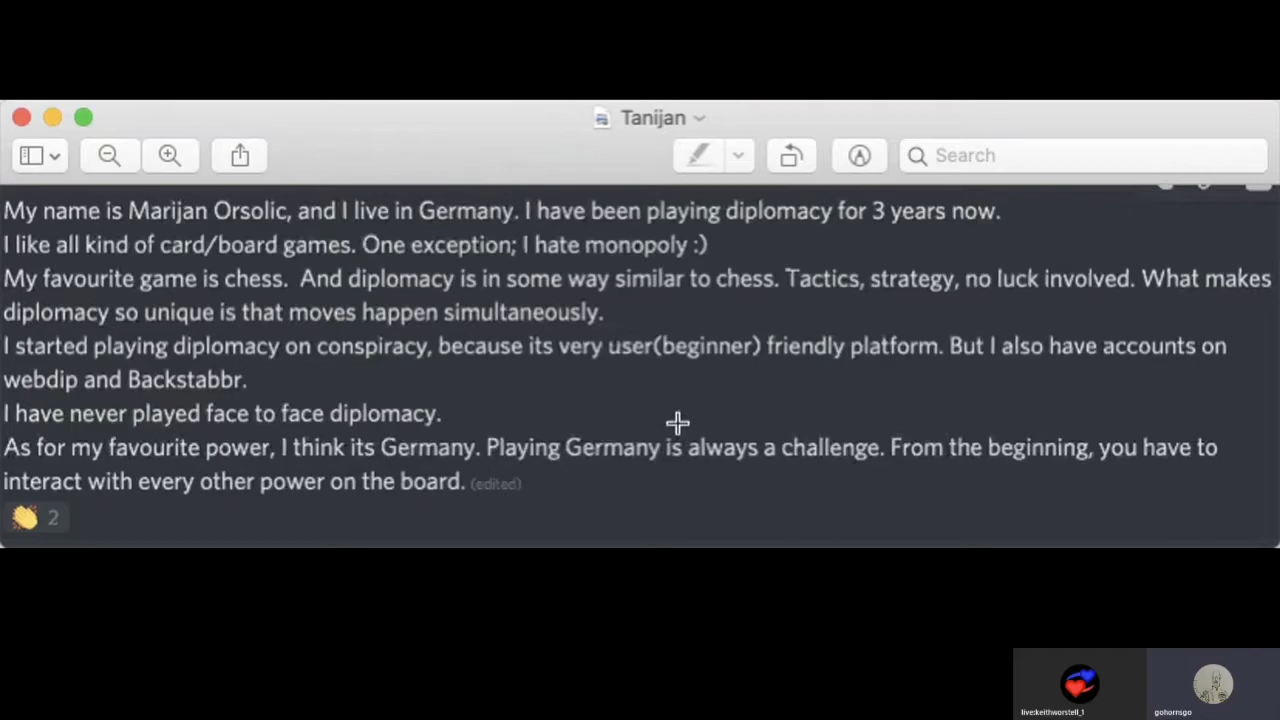 Tanijan
Search
My name is Marijan Orsolic, and I live in Germany. I have been playing diplomacy for 3 years now.
I like all kind of card/board games. One exception; I hate monopoly :)
My favourite game is chess.  And diplomacy is in some way similar to chess. Tactics, strategy, no luck involved. What makes
diplomacy so unique is that moves happen simultaneously.
I started playing diplomacy on conspiracy, because its very user(beginner) friendly platform. But I also have accounts on
webdip and Backstabbr.
I have never played face to face diplomacy.
As for my favourite power, I think its Germany. Playing Germany is always a challenge. From the beginning, you have to
interact with every other power on the board. (edited)
2
live:keithworstell_1
gohornsgo